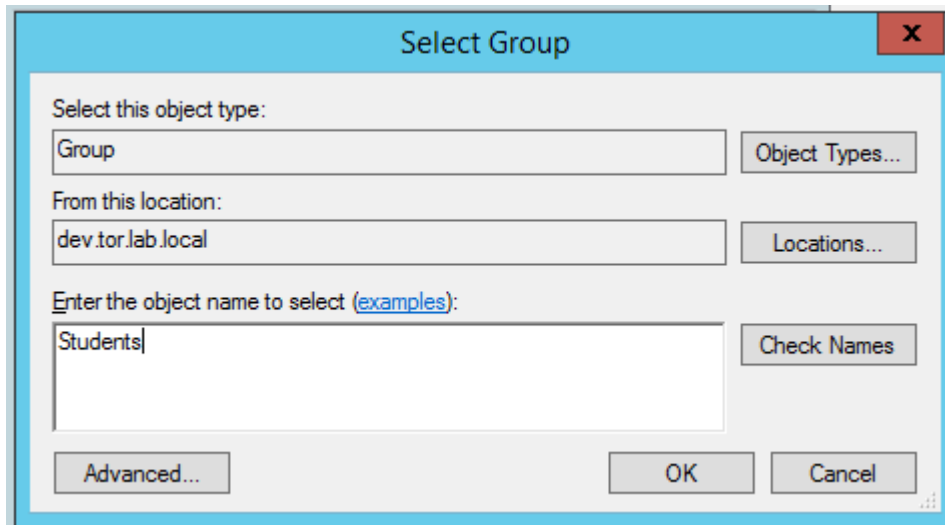 Select Group
x
Select this object type:
Group
Object Types...
From this location:
dev.tor.lab.local
Locations...
Enter the object name to select (examples):
Students
Check Names
Advanced...
OK
Cancel